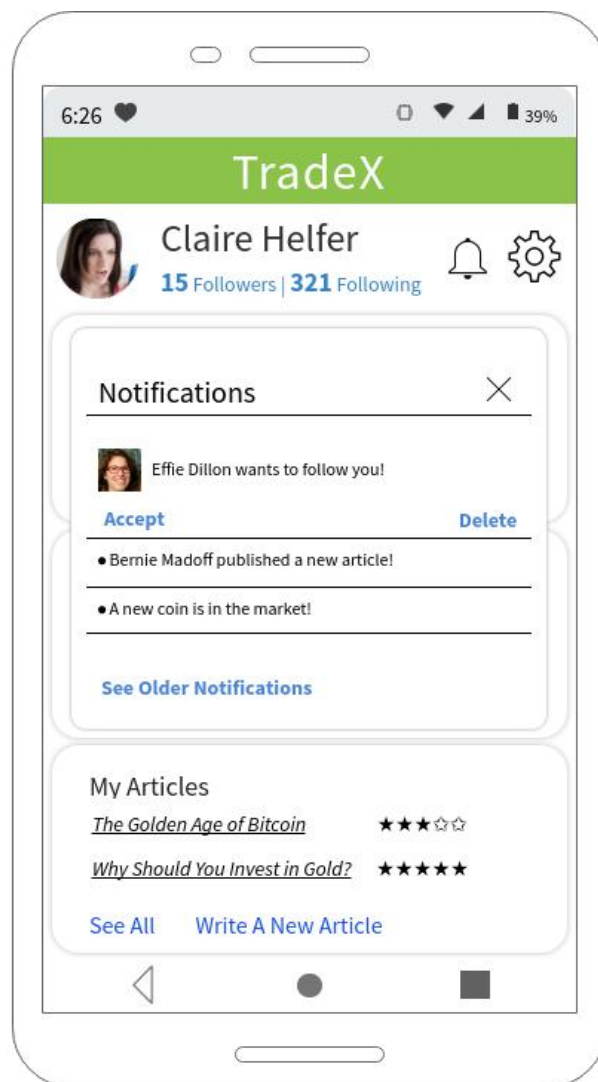 6:26 39%
TradeX
Claire Helfer
15 Followers | 321 Following
Notifications
Effie Dillon wants to follow you!
Accept Delete
● Bernie Madoff published a new article!
● A new coin is in the market!
See Older Notifications
My Articles
The Golden Age of Bitcoin ★★★✩✩
Why Should You Invest in Gold? ★★★★★
See All Write A New Article